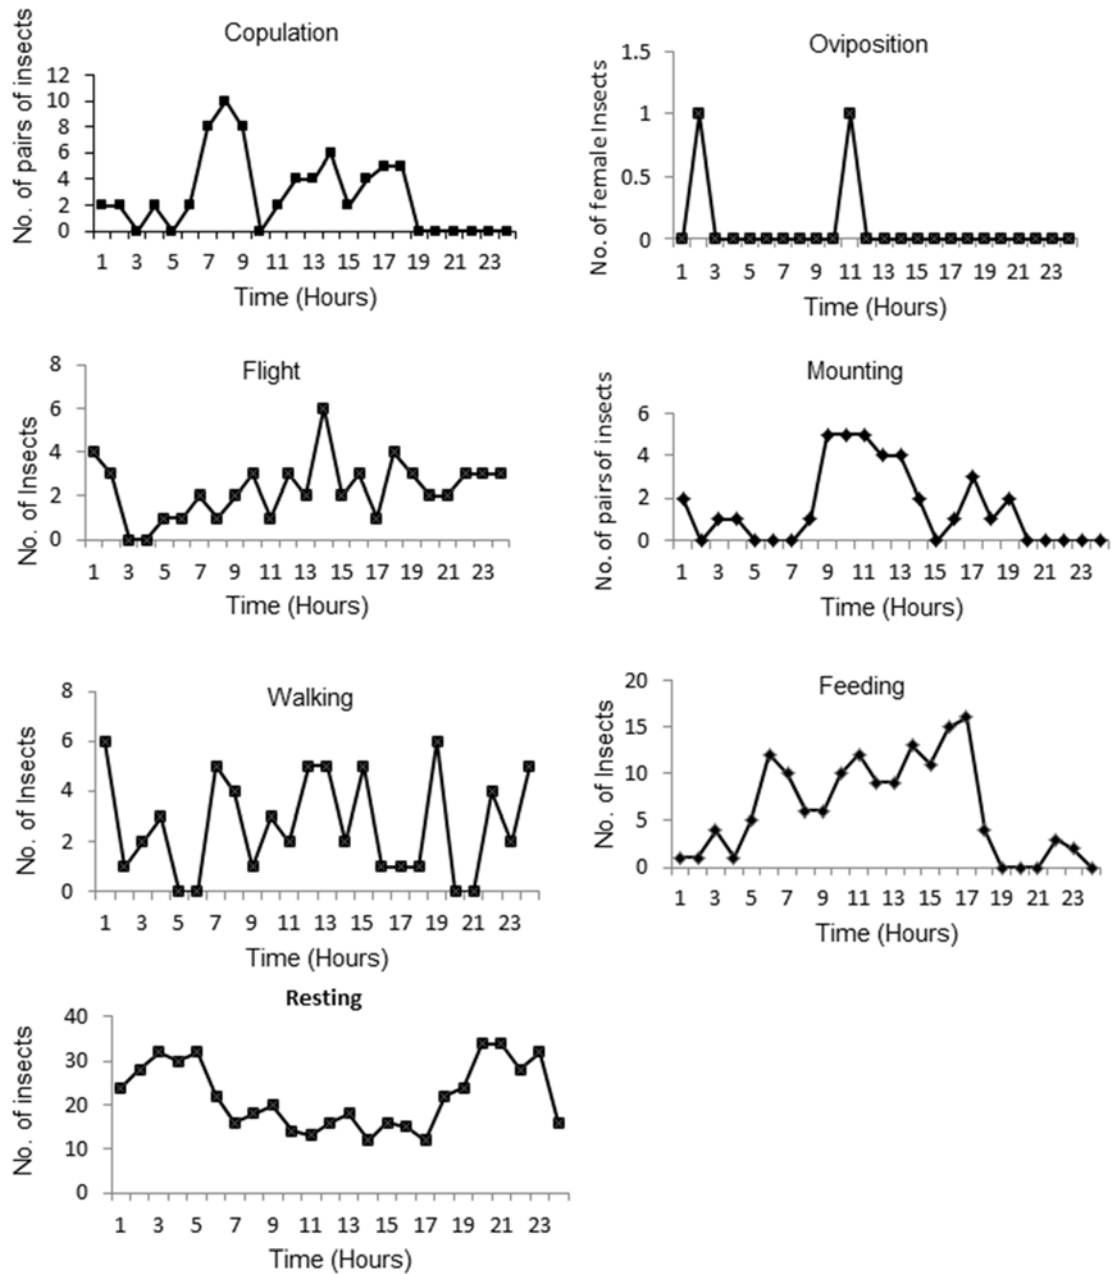 Copulation
No. of pairs of insects
12
10
8
6
4
2
0
1 3 5 7 9 11 13 15 17 19 21 23
Time (Hours)
Oviposition
No. of female Insects
1.5
1
0.5
0
1 3 5 7 9 11 13 15 17 19 21 23
Time (Hours)
Flight
No. of Insects
8
6
4
2
0
1 3 5 7 9 11 13 15 17 19 21 23
Time (Hours)
Mounting
No. of pairs of insects
6
4
2
0
1 3 5 7 9 11 13 15 17 19 21 23
Time (Hours)
Walking
No. of Insects
8
6
4
2
0
1 3 5 7 9 11 13 15 17 19 21 23
Time (Hours)
Feeding
No. of Insects
20
15
10
5
0
1 3 5 7 9 11 13 15 17 19 21 23
Time (Hours)
Resting
No. of insects
40
30
20
10
0
1 3 5 7 9 11 13 15 17 19 21 23
Time (Hours)